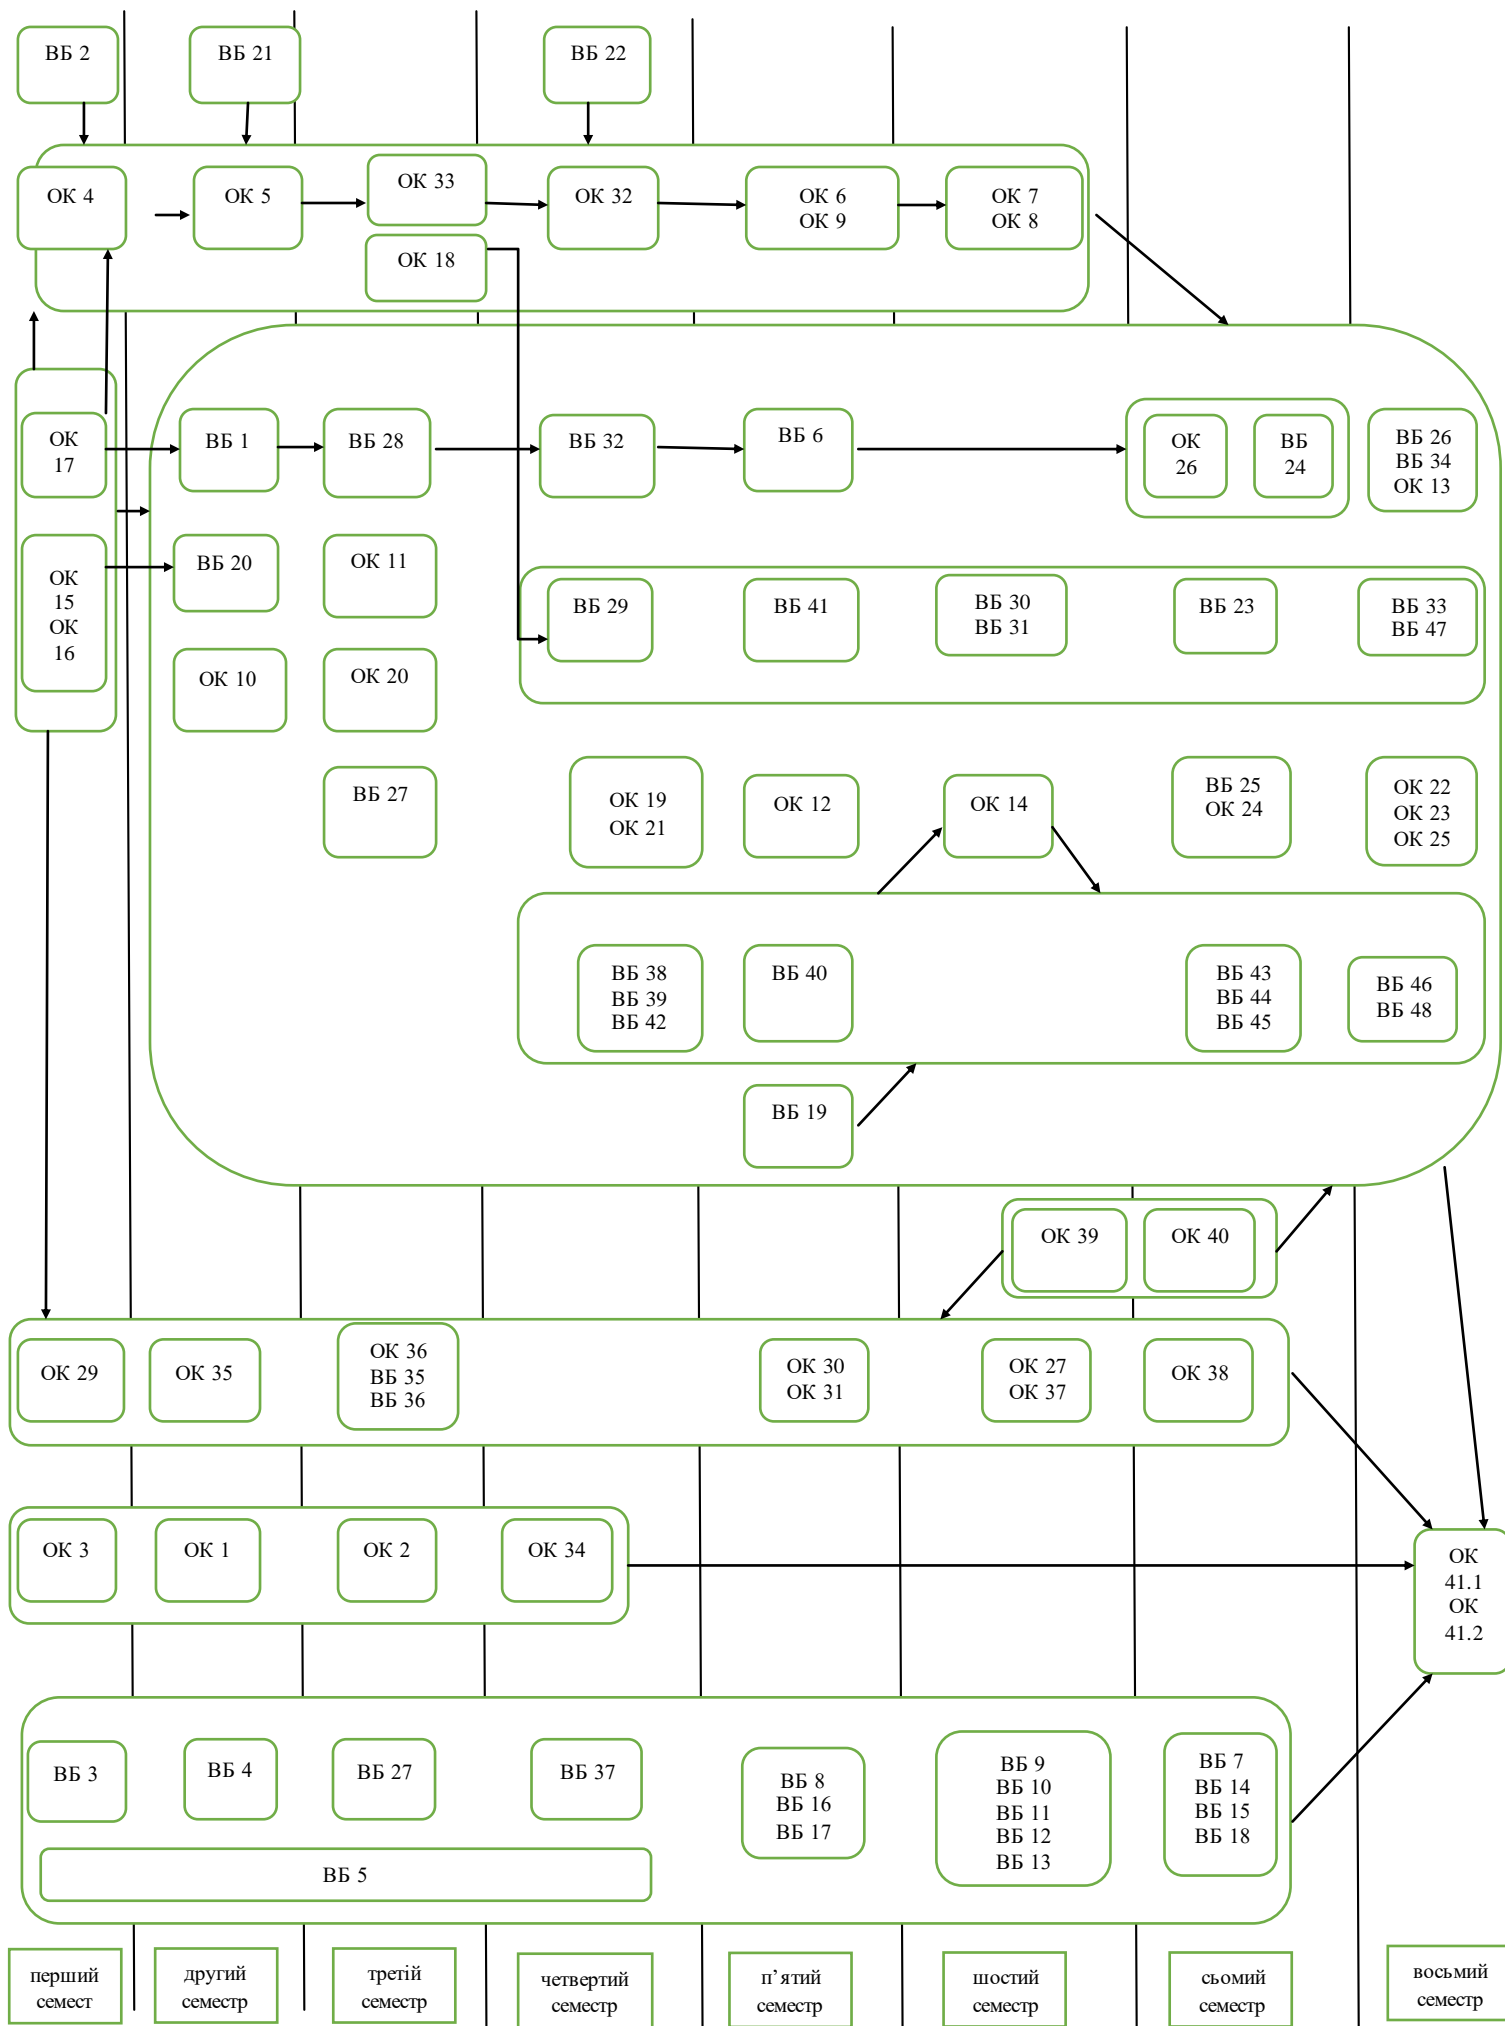 ВБ 2
ВБ 21
ВБ 22
ОК 4
ОК 5
ОК 33
ОК 32
ОК 6
ОК 9
ОК 7
ОК 8
ОК 18
ОК
17
ВБ 1
ВБ 28
ВБ 32
ВБ 6
ОК
26
ВБ
24
ВБ 26
ВБ 34
ОК 13
ОК
15
ОК
16
ВБ 20
ОК 11
ВБ 29
ВБ 41
ВБ 30
ВБ 31
ВБ 23
ВБ 33
ВБ 47
ОК 10
ОК 20
ВБ 27
ОК 19
ОК 21
ОК 12
ОК 14
ВБ 25
ОК 24
ОК 22
ОК 23
ОК 25
ВБ 38
ВБ 39
ВБ 42
ВБ 40
ВБ 43
ВБ 44
ВБ 45
ВБ 46
ВБ 48
ВБ 19
ОК 39
ОК 40
ОК 29
ОК 35
ОК 36
ВБ 35
ВБ 36
ОК 30
ОК 31
ОК 27
ОК 37
ОК 38
ОК 3
ОК 1
ОК 2
ОК 34
ОК
41.1
ОК
41.2
ВБ 3
ВБ 4
ВБ 27
ВБ 37
ВБ 8
ВБ 16
ВБ 17
ВБ 9
ВБ 10
ВБ 11
ВБ 12
ВБ 13
ВБ 7
ВБ 14
ВБ 15
ВБ 18
ВБ 5
перший
семест
другий
семестр
третій
семестр
четвертий
семестр
п’ятий
семестр
шостий
семестр
сьомий
семестр
восьмий
семестр